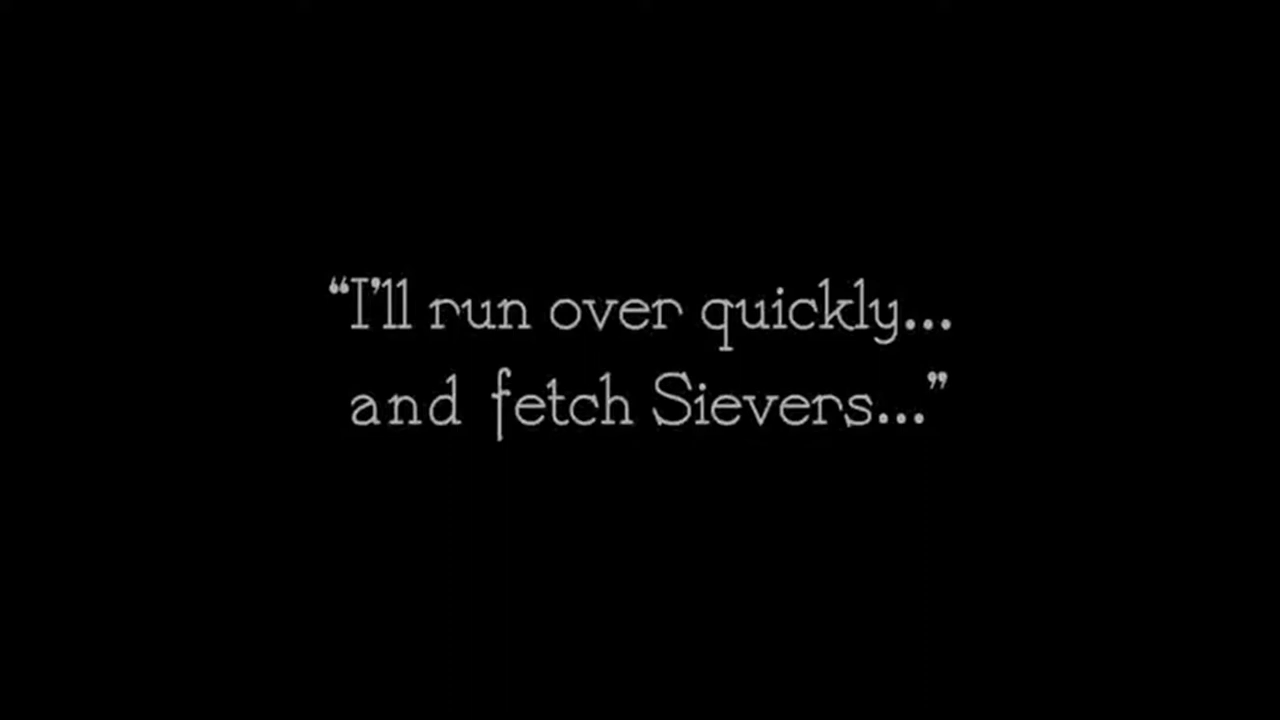 “I’ll run over quickly...
and fetch Sievers...”